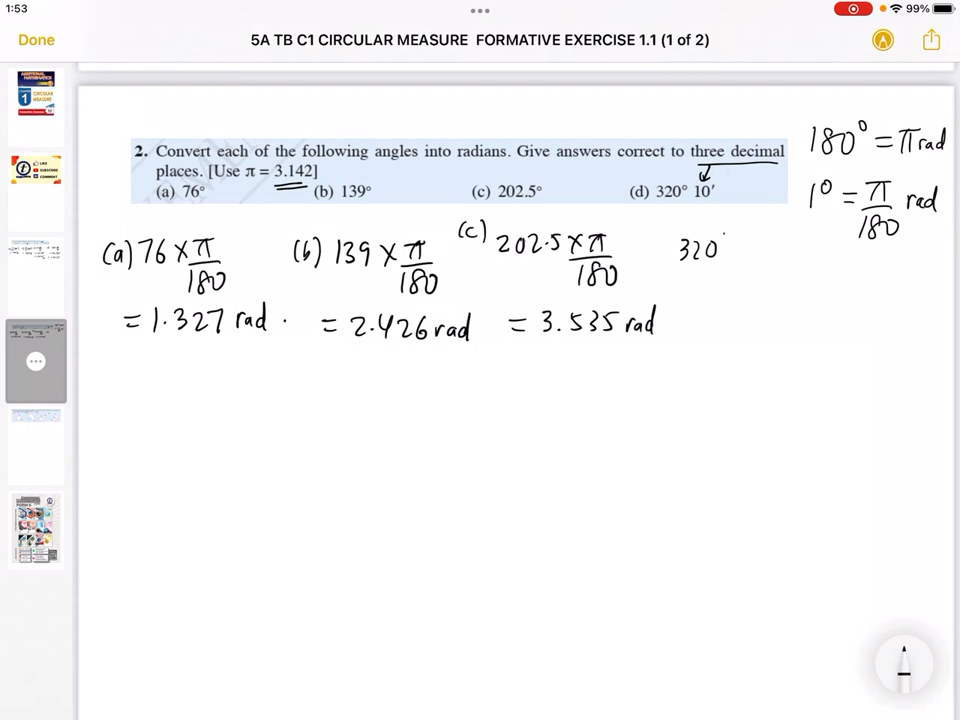 1:53
99%
Done
5A TB C1 CIRCULAR MEASURE FORMATIVE EXERCISE 1.1 (1 of 2)
2. Convert each of the following angles into radians. Give answers correct to three decimal
places. [Use π = 3.142]
(a) 76° (b) 139° (c) 202.5° (d) 320° 10′
180° = π rad
1° = π/180 rad
(a) 76 × π/180
= 1.327 rad.
(b) 139 × π/180
= 2.426 rad
(c) 202.5 × π/180
= 3.535 rad
320°